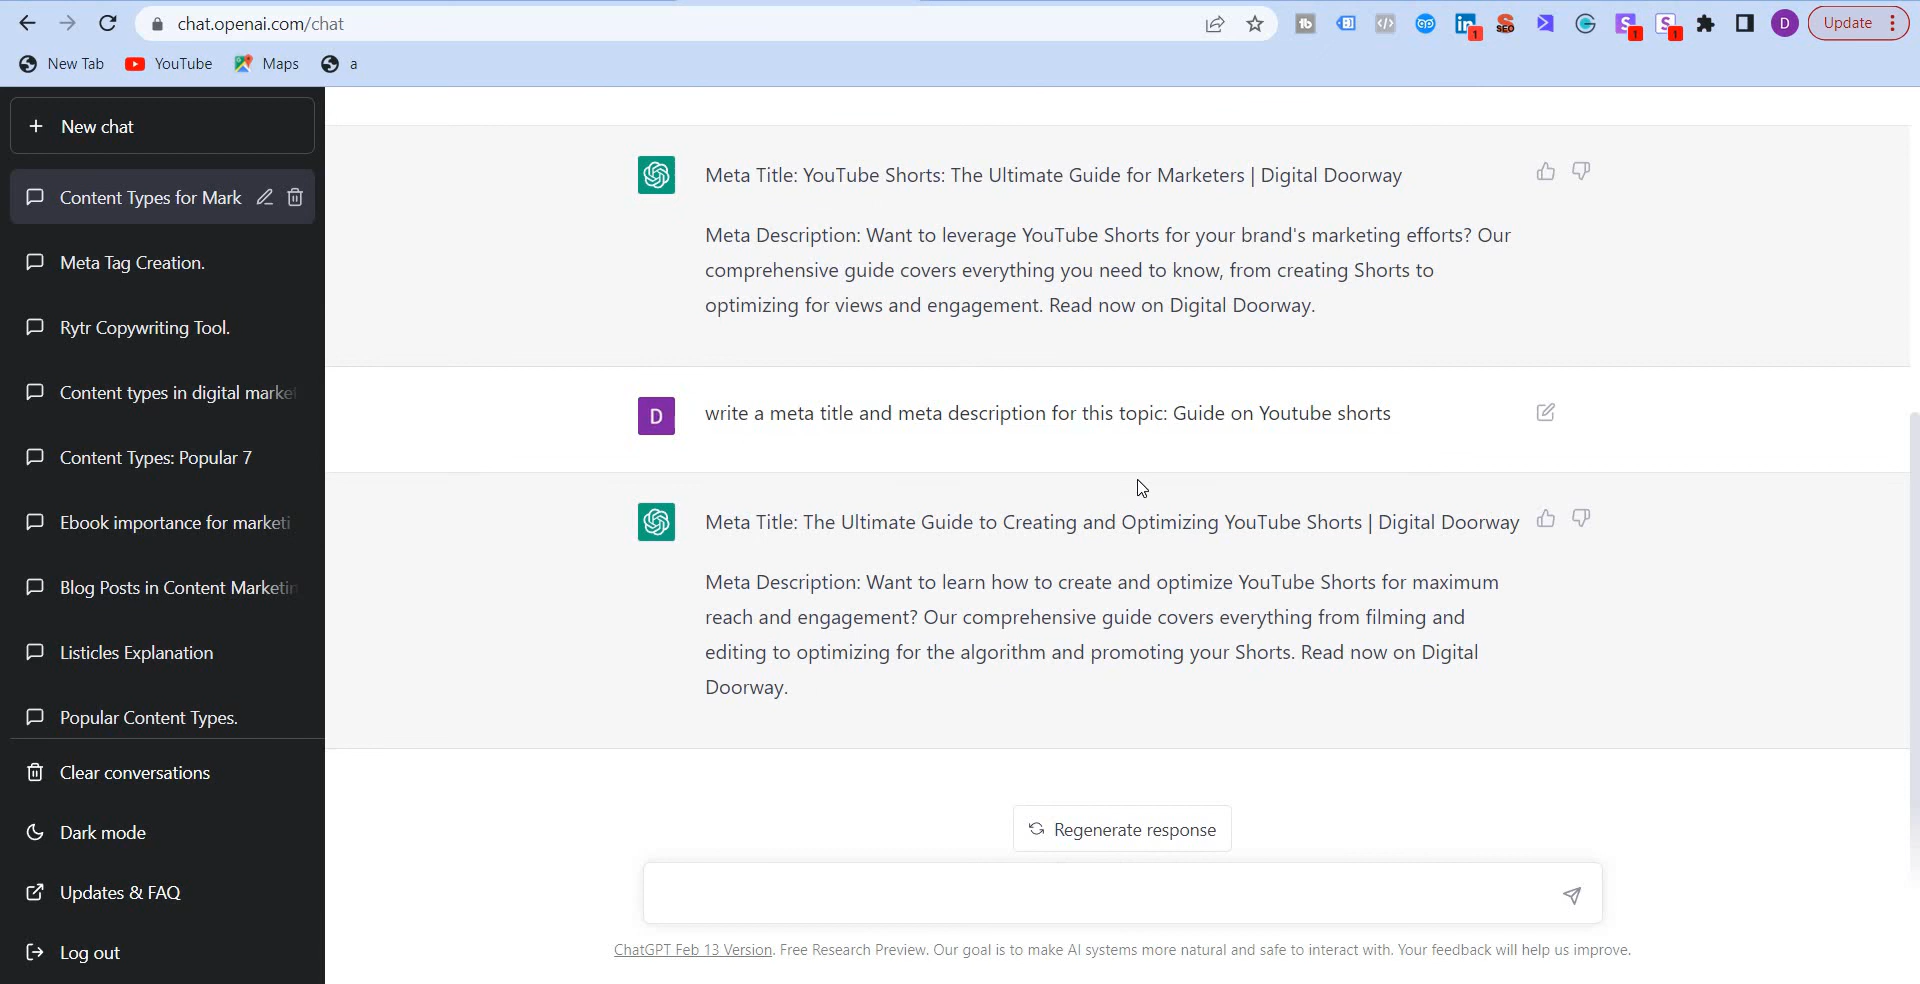 chat.openai.com/chat
1
1
1
D
Update
New Tab
YouTube
Maps
a
New chat
Content Types for Mark
Meta Tag Creation.
Rytr Copywriting Tool.
Content types in digital market
Content Types: Popular 7
Ebook importance for marketi
Blog Posts in Content Marketin
Listicles Explanation
Popular Content Types.
Clear conversations
Dark mode
Updates & FAQ
Log out
Meta Title: YouTube Shorts: The Ultimate Guide for Marketers | Digital Doorway
Meta Description: Want to leverage YouTube Shorts for your brand's marketing efforts? Our
comprehensive guide covers everything you need to know, from creating Shorts to
optimizing for views and engagement. Read now on Digital Doorway.
D
write a meta title and meta description for this topic: Guide on Youtube shorts
Meta Title: The Ultimate Guide to Creating and Optimizing YouTube Shorts | Digital Doorway
Meta Description: Want to learn how to create and optimize YouTube Shorts for maximum
reach and engagement? Our comprehensive guide covers everything from filming and
editing to optimizing for the algorithm and promoting your Shorts. Read now on Digital
Doorway.
Regenerate response
ChatGPT Feb 13 Version. Free Research Preview. Our goal is to make AI systems more natural and safe to interact with. Your feedback will help us improve.